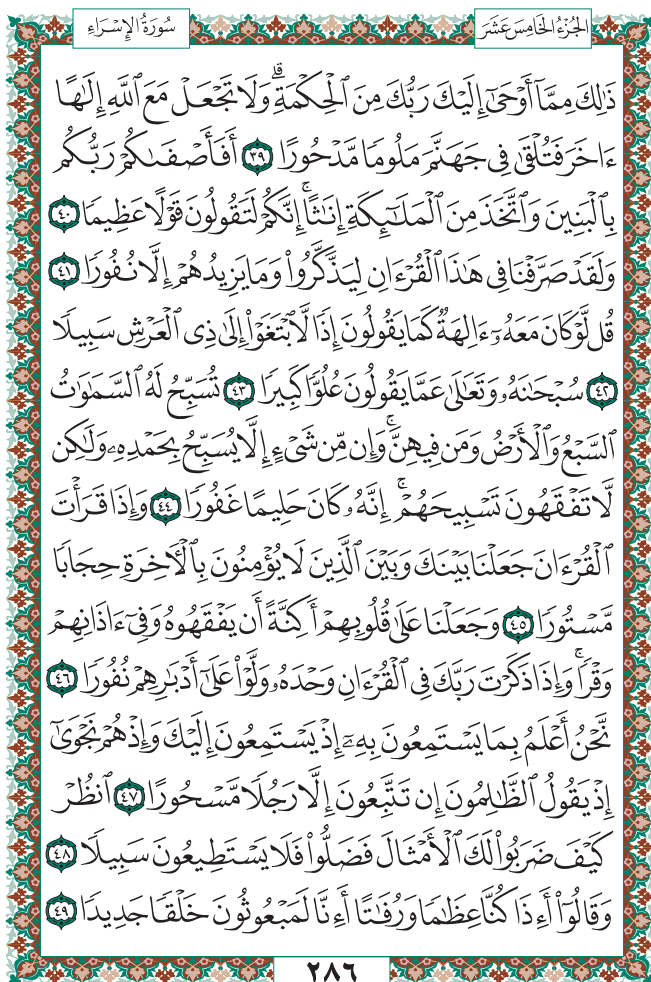 الجُزْءُ الخَامِسَ عَشَرَ
سُورَةُ الإِسْرَاءِ
ذَٰلِكَ مِمَّآ أَوْحَىٰٓ إِلَيْكَ رَبُّكَ مِنَ ٱلْحِكْمَةِۗ وَلَا تَجْعَلْ مَعَ ٱللَّهِ إِلَٰهًا
ءَاخَرَ فَتُلْقَىٰ فِى جَهَنَّمَ مَلُومًا مَّدْحُورًا ٣٩ أَفَأَصْفَىٰكُمْ رَبُّكُم
بِٱلْبَنِينَ وَٱتَّخَذَ مِنَ ٱلْمَلَٰٓئِكَةِ إِنَٰثًاۚ إِنَّكُمْ لَتَقُولُونَ قَوْلًا عَظِيمًا ٤٠
وَلَقَدْ صَرَّفْنَا فِى هَٰذَا ٱلْقُرْءَانِ لِيَذَّكَّرُوا۟ وَمَا يَزِيدُهُمْ إِلَّا نُفُورًا ٤١
قُل لَّوْ كَانَ مَعَهُۥٓ ءَالِهَةٌ كَمَا يَقُولُونَ إِذًا لَّٱبْتَغَوْا۟ إِلَىٰ ذِى ٱلْعَرْشِ سَبِيلًا
٤٢ سُبْحَٰنَهُۥ وَتَعَٰلَىٰ عَمَّا يَقُولُونَ عُلُوًّا كَبِيرًا ٤٣ تُسَبِّحُ لَهُ ٱلسَّمَٰوَٰتُ
ٱلسَّبْعُ وَٱلْأَرْضُ وَمَن فِيهِنَّۚ وَإِن مِّن شَىْءٍ إِلَّا يُسَبِّحُ بِحَمْدِهِۦ وَلَٰكِن
لَّا تَفْقَهُونَ تَسْبِيحَهُمْۚ إِنَّهُۥ كَانَ حَلِيمًا غَفُورًا ٤٤ وَإِذَا قَرَأْتَ
ٱلْقُرْءَانَ جَعَلْنَا بَيْنَكَ وَبَيْنَ ٱلَّذِينَ لَا يُؤْمِنُونَ بِٱلْءَاخِرَةِ حِجَابًا
مَّسْتُورًا ٤٥ وَجَعَلْنَا عَلَىٰ قُلُوبِهِمْ أَكِنَّةً أَن يَفْقَهُوهُ وَفِىٓ ءَاذَانِهِمْ
وَقْرًاۚ وَإِذَا ذَكَرْتَ رَبَّكَ فِى ٱلْقُرْءَانِ وَحْدَهُۥ وَلَّوْا۟ عَلَىٰٓ أَدْبَٰرِهِمْ نُفُورًا ٤٦
نَّحْنُ أَعْلَمُ بِمَا يَسْتَمِعُونَ بِهِۦٓ إِذْ يَسْتَمِعُونَ إِلَيْكَ وَإِذْ هُمْ نَجْوَىٰٓ
إِذْ يَقُولُ ٱلظَّٰلِمُونَ إِن تَتَّبِعُونَ إِلَّا رَجُلًا مَّسْحُورًا ٤٧ ٱنظُرْ
كَيْفَ ضَرَبُوا۟ لَكَ ٱلْأَمْثَالَ فَضَلُّوا۟ فَلَا يَسْتَطِيعُونَ سَبِيلًا ٤٨
وَقَالُوٓا۟ أَءِذَا كُنَّا عِظَٰمًا وَرُفَٰتًا أَءِنَّا لَمَبْعُوثُونَ خَلْقًا جَدِيدًا ٤٩
٢٨٦